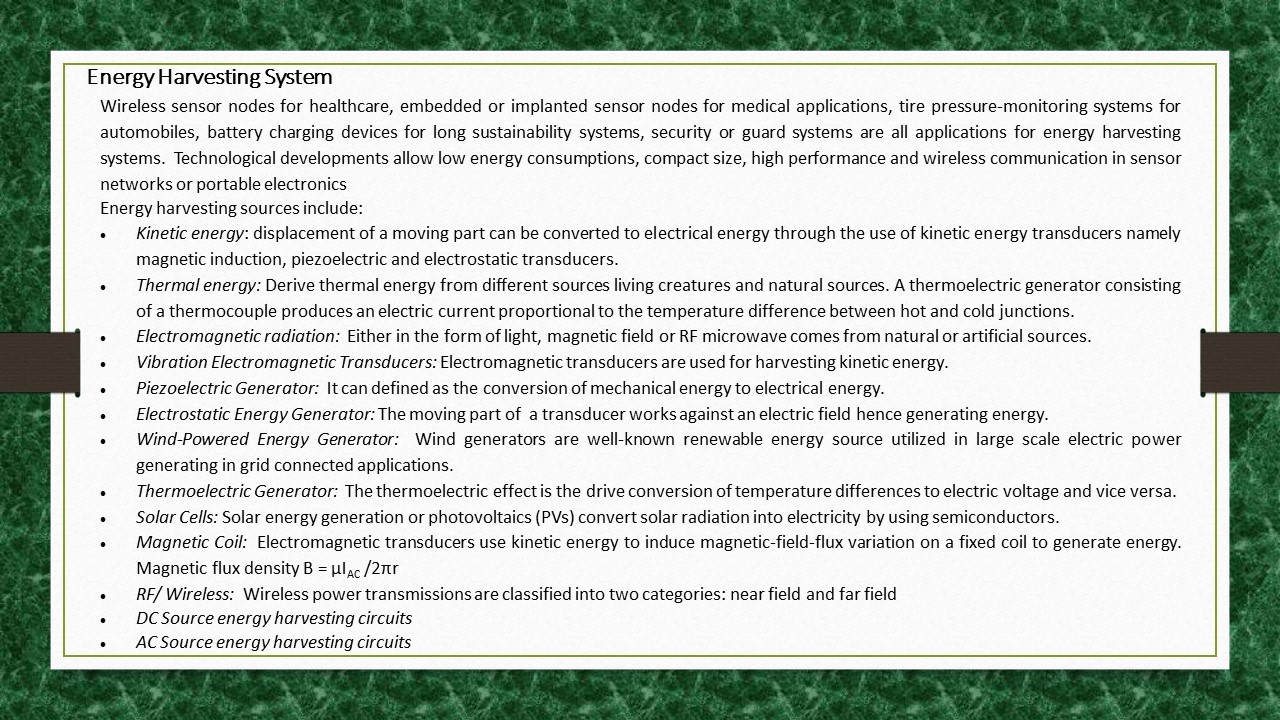 Energy Harvesting System
Wireless sensor nodes for healthcare, embedded or implanted sensor nodes for medical applications, tire pressure-monitoring systems for
automobiles, battery charging devices for long sustainability systems, security or guard systems are all applications for energy harvesting
systems. Technological developments allow low energy consumptions, compact size, high performance and wireless communication in sensor
networks or portable electronics
Energy harvesting sources include:
• Kinetic energy: displacement of a moving part can be converted to electrical energy through the use of kinetic energy transducers namely
magnetic induction, piezoelectric and electrostatic transducers.
• Thermal energy: Derive thermal energy from different sources living creatures and natural sources. A thermoelectric generator consisting
of a thermocouple produces an electric current proportional to the temperature difference between hot and cold junctions.
• Electromagnetic radiation: Either in the form of light, magnetic field or RF microwave comes from natural or artificial sources.
• Vibration Electromagnetic Transducers: Electromagnetic transducers are used for harvesting kinetic energy.
• Piezoelectric Generator: It can defined as the conversion of mechanical energy to electrical energy.
• Electrostatic Energy Generator: The moving part of a transducer works against an electric field hence generating energy.
• Wind-Powered Energy Generator: Wind generators are well-known renewable energy source utilized in large scale electric power
generating in grid connected applications.
• Thermoelectric Generator: The thermoelectric effect is the drive conversion of temperature differences to electric voltage and vice versa.
• Solar Cells: Solar energy generation or photovoltaics (PVs) convert solar radiation into electricity by using semiconductors.
• Magnetic Coil: Electromagnetic transducers use kinetic energy to induce magnetic-field-flux variation on a fixed coil to generate energy.
Magnetic flux density B = μI_AC /2πr
• RF/ Wireless: Wireless power transmissions are classified into two categories: near field and far field
• DC Source energy harvesting circuits
• AC Source energy harvesting circuits